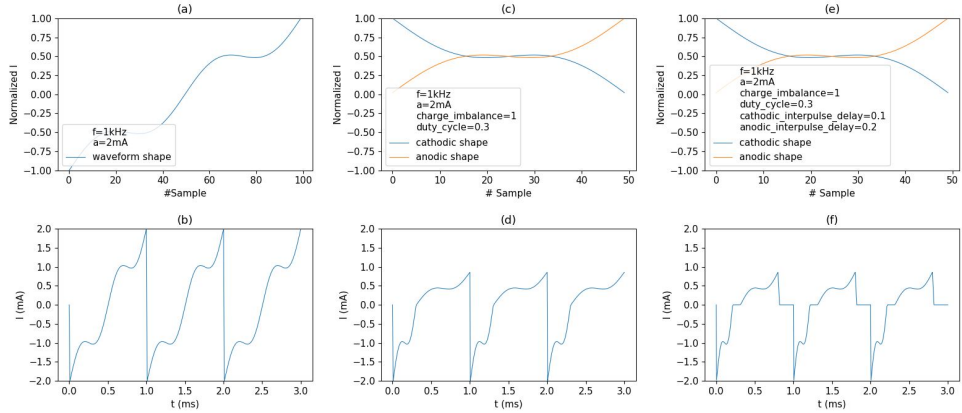 (a)
1.00
0.75
0.50
0.25
0.00
−0.25
−0.50
−0.75
−1.00
Normalized I
f=1kHz
a=2mA
waveform shape
0 20 40 60 80 100
#Sample
(c)
1.00
0.75
0.50
0.25
0.00
−0.25
−0.50
−0.75
−1.00
Normalized I
f=1kHz
a=2mA
charge_imbalance=1
duty_cycle=0.3
cathodic shape
anodic shape
0 10 20 30 40 50
# Sample
(e)
1.00
0.75
0.50
0.25
0.00
−0.25
−0.50
−0.75
−1.00
Normalized I
f=1kHz
a=2mA
charge_imbalance=1
duty_cycle=0.3
cathodic_interpulse_delay=0.1
anodic_interpulse_delay=0.2
cathodic shape
anodic shape
0 10 20 30 40 50
# Sample
(b)
2.0
1.5
1.0
0.5
0.0
−0.5
−1.0
−1.5
−2.0
I (mA)
0.0 0.5 1.0 1.5 2.0 2.5 3.0
t (ms)
(d)
2.0
1.5
1.0
0.5
0.0
−0.5
−1.0
−1.5
−2.0
I (mA)
0.0 0.5 1.0 1.5 2.0 2.5 3.0
t (ms)
(f)
2.0
1.5
1.0
0.5
0.0
−0.5
−1.0
−1.5
−2.0
I (mA)
0.0 0.5 1.0 1.5 2.0 2.5 3.0
t (ms)